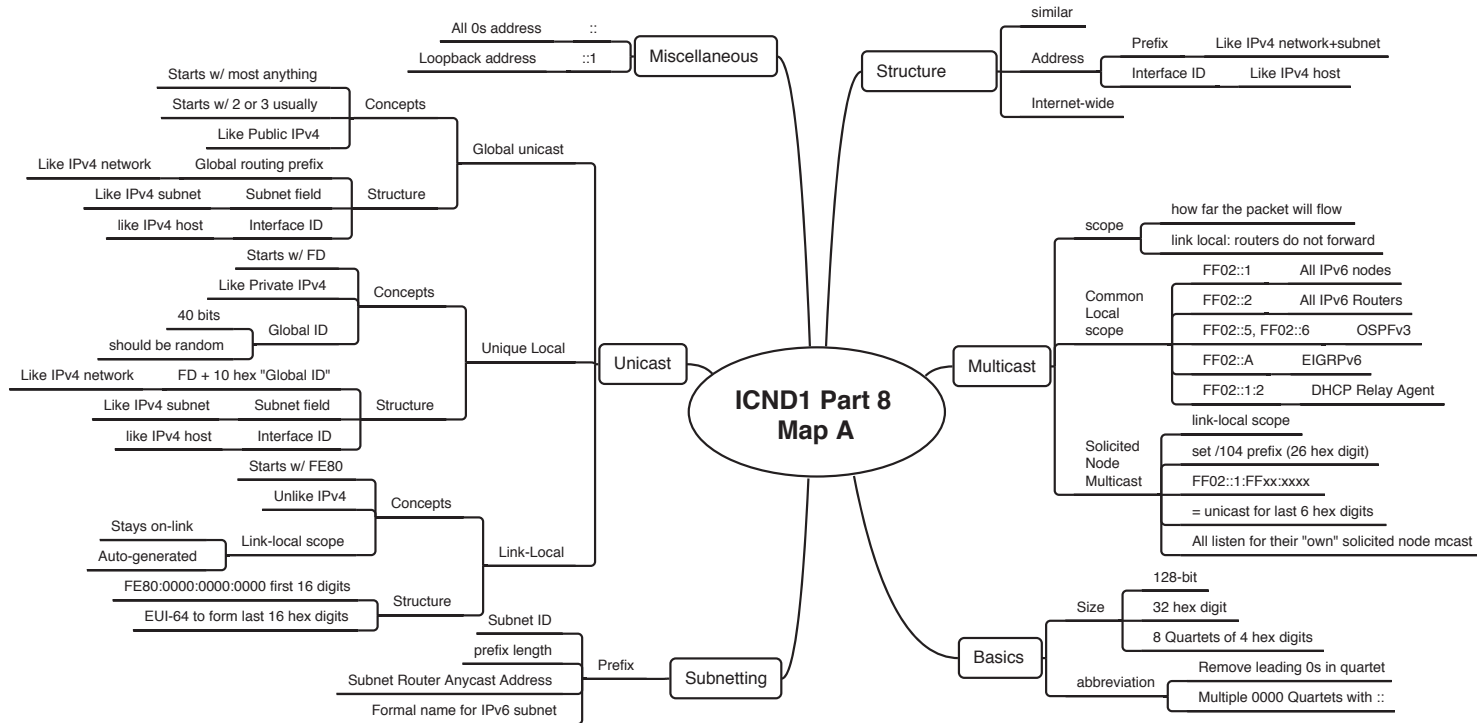 ICND1 Part 8
Map A
Miscellaneous
All 0s address
::
Loopback address
::1
Unicast
Global unicast
Concepts
Starts w/ most anything
Starts w/ 2 or 3 usually
Like Public IPv4
Structure
Like IPv4 network
Global routing prefix
Like IPv4 subnet
Subnet field
like IPv4 host
Interface ID
Unique Local
Concepts
Starts w/ FD
Like Private IPv4
Global ID
40 bits
should be random
Structure
Like IPv4 network
FD + 10 hex "Global ID"
Like IPv4 subnet
Subnet field
like IPv4 host
Interface ID
Link-Local
Concepts
Starts w/ FE80
Unlike IPv4
Link-local scope
Stays on-link
Auto-generated
Structure
FE80:0000:0000:0000 first 16 digits
EUI-64 to form last 16 hex digits
Subnetting
Prefix
Subnet ID
prefix length
Subnet Router Anycast Address
Formal name for IPv6 subnet
Structure
similar
Address
Prefix
Like IPv4 network+subnet
Interface ID
Like IPv4 host
Internet-wide
Multicast
scope
how far the packet will flow
link local: routers do not forward
Common
Local
scope
FF02::1
All IPv6 nodes
FF02::2
All IPv6 Routers
FF02::5, FF02::6
OSPFv3
FF02::A
EIGRPv6
FF02::1:2
DHCP Relay Agent
Solicited
Node
Multicast
link-local scope
set /104 prefix (26 hex digit)
FF02::1:FFxx:xxxx
= unicast for last 6 hex digits
All listen for their "own" solicited node mcast
Basics
Size
128-bit
32 hex digit
8 Quartets of 4 hex digits
abbreviation
Remove leading 0s in quartet
Multiple 0000 Quartets with ::